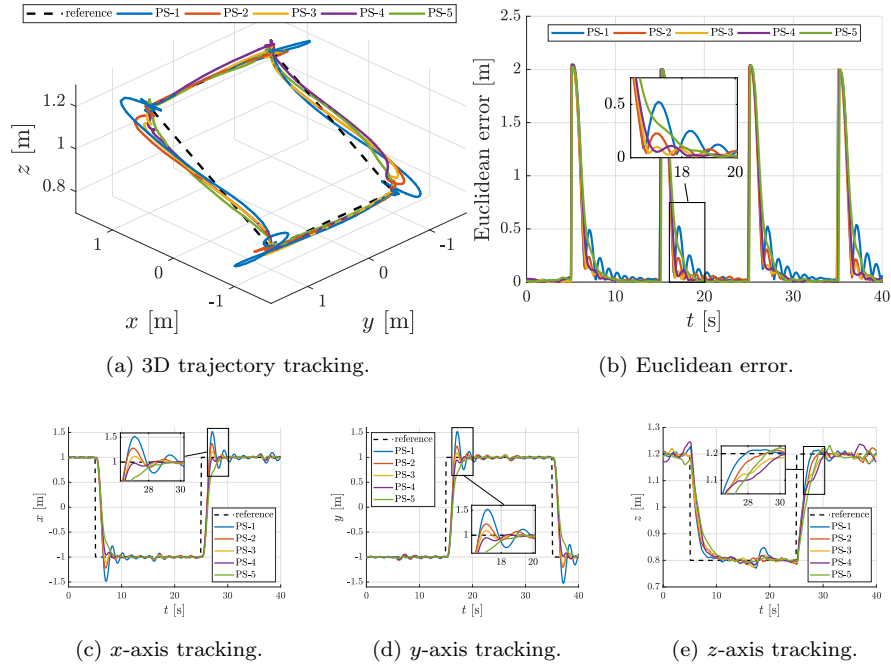 reference PS-1 PS-2 PS-3 PS-4 PS-5
1.2
1
0.8
z [m]
1
0
-1
x [m]
1
0
-1
y [m]
(a) 3D trajectory tracking.
PS-1 PS-2 PS-3 PS-4 PS-5
2.5
2
1.5
1
0.5
0
Euclidean error [m]
0.5
0
18 20
0 10 20 30 40
t [s]
(b) Euclidean error.
1.5
1
0.5
0
-0.5
-1
-1.5
x [m]
1.5
1
28 30
reference
PS-1
PS-2
PS-3
PS-4
PS-5
0 10 20 30 40
t [s]
(c) x-axis tracking.
1.5
1
0.5
0
-0.5
-1
-1.5
y [m]
reference
PS-1
PS-2
PS-3
PS-4
PS-5
1.5
1
18 20
0 10 20 30 40
t [s]
(d) y-axis tracking.
1.3
1.2
1.1
1
0.9
0.8
0.7
z [m]
1.2
1.1
28 30
reference
PS-1
PS-2
PS-3
PS-4
PS-5
0 10 20 30 40
t [s]
(e) z-axis tracking.